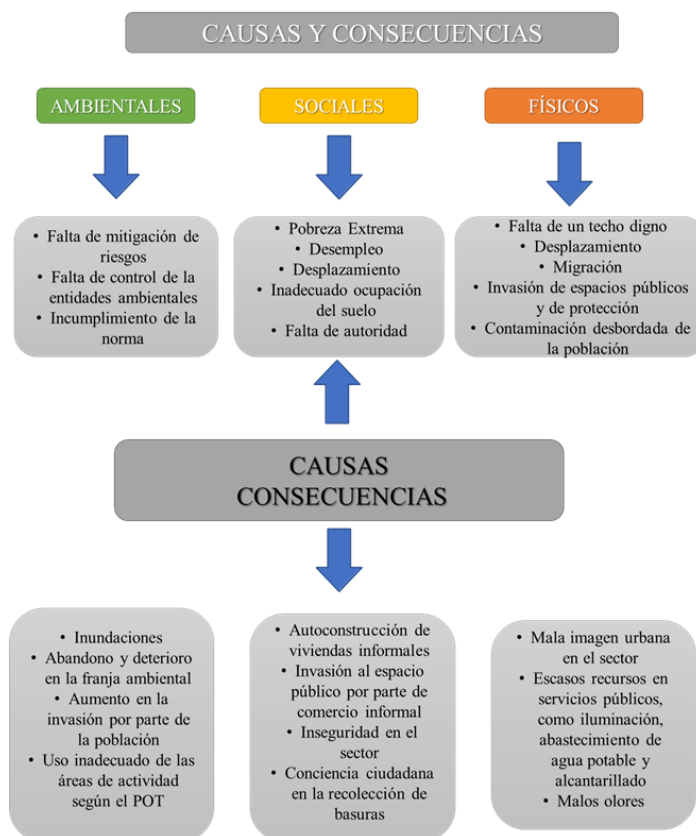 CAUSAS Y CONSECUENCIAS
AMBIENTALES
SOCIALES
FÍSICOS
• Falta de mitigación de
riesgos
• Falta de control de la
entidades ambientales
• Incumplimiento de la
norma
• Pobreza Extrema
• Desempleo
• Desplazamiento
• Inadecuado ocupación
del suelo
• Falta de autoridad
• Falta de un techo digno
• Desplazamiento
• Migración
• Invasión de espacios públicos
y de protección
• Contaminación desbordada de
la población
CAUSAS
CONSECUENCIAS
• Inundaciones
• Abandono y deterioro
en la franja ambiental
• Aumento en la
invasión por parte de
la población
• Uso inadecuado de las
áreas de actividad
según el POT
• Autoconstrucción de
viviendas informales
• Invasión al espacio
público por parte de
comercio informal
• Inseguridad en el
sector
• Conciencia ciudadana
en la recolección de
basuras
• Mala imagen urbana
en el sector
• Escasos recursos en
servicios públicos,
como iluminación,
abastecimiento de
agua potable y
alcantarillado
• Malos olores